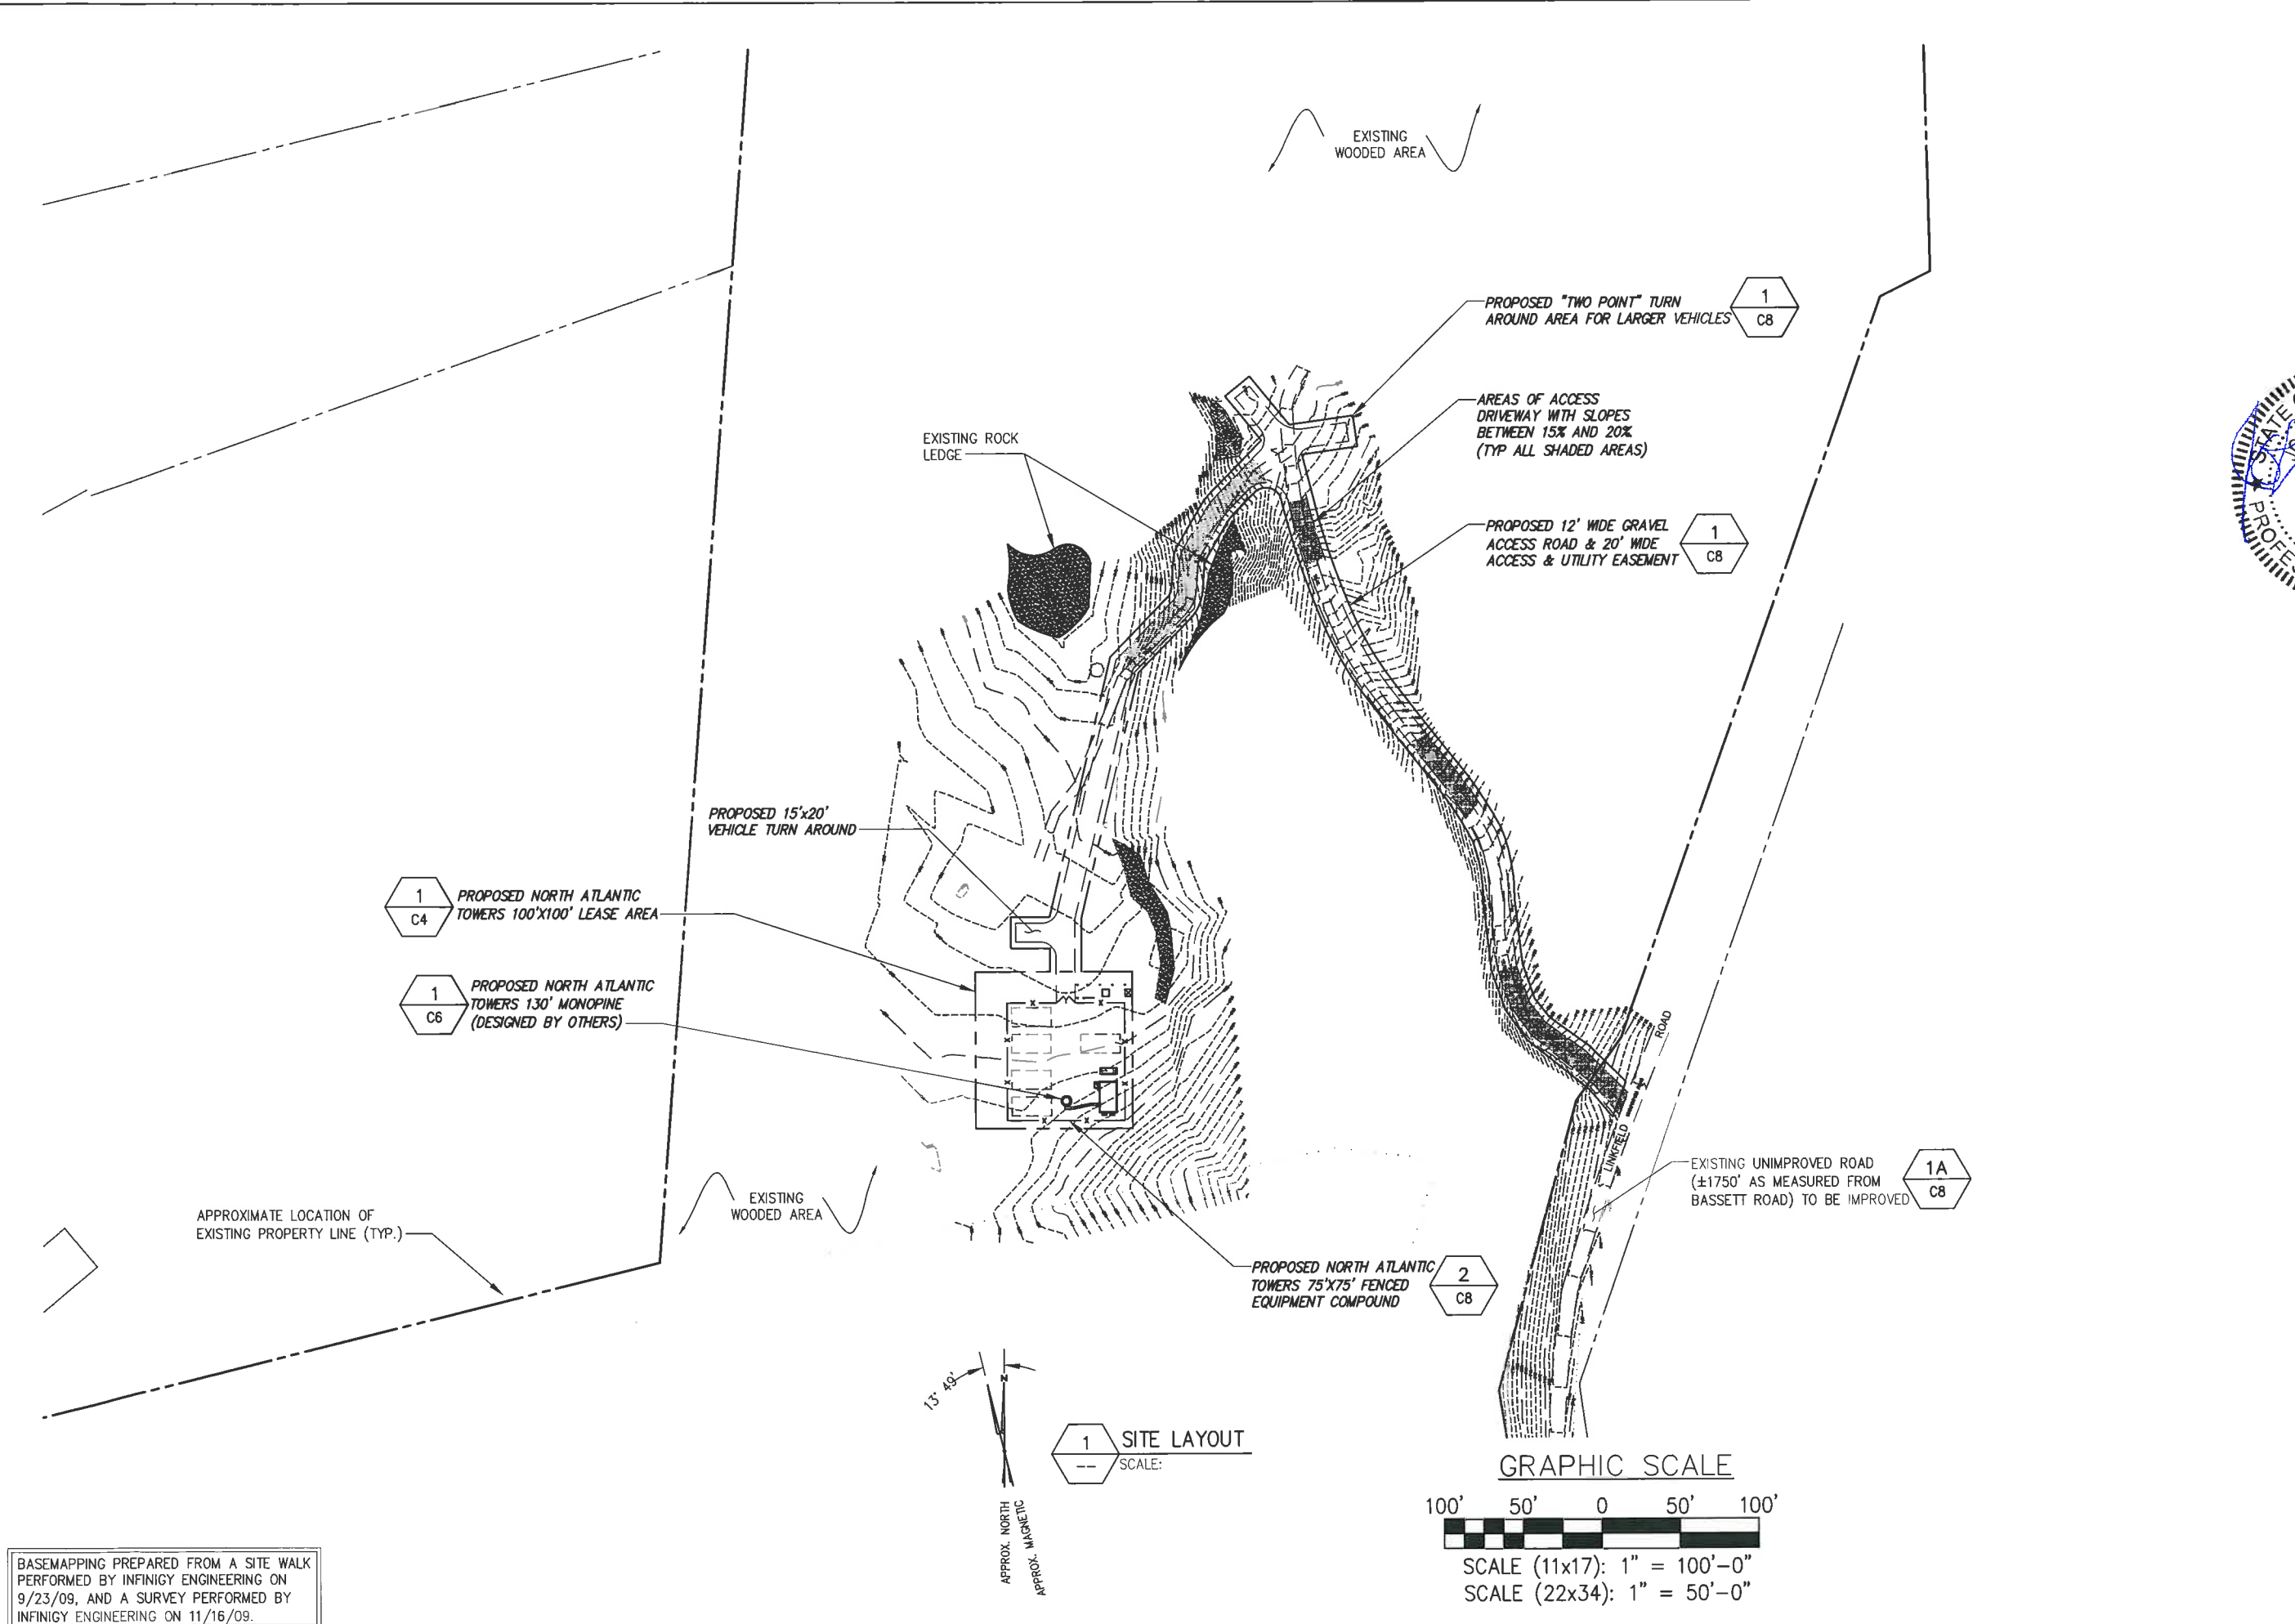 EXISTING
WOODED AREA
PROPOSED "TWO POINT" TURN
AROUND AREA FOR LARGER VEHICLES
1
C8
AREAS OF ACCESS
DRIVEWAY WITH SLOPES
BETWEEN 15% AND 20%
(TYP ALL SHADED AREAS)
EXISTING ROCK
LEDGE
PROPOSED 12' WIDE GRAVEL
ACCESS ROAD & 20' WIDE
ACCESS & UTILITY EASEMENT
1
C8
STATE
PROFE
PROPOSED 15'x20'
VEHICLE TURN AROUND
1
C4
PROPOSED NORTH ATLANTIC
TOWERS 100'X100' LEASE AREA
1
C6
PROPOSED NORTH ATLANTIC
TOWERS 130' MONOPINE
(DESIGNED BY OTHERS)
LINKFIELD ROAD
EXISTING UNIMPROVED ROAD
(±1750' AS MEASURED FROM
BASSETT ROAD) TO BE IMPROVED
1A
C8
EXISTING
WOODED AREA
APPROXIMATE LOCATION OF
EXISTING PROPERTY LINE (TYP.)
PROPOSED NORTH ATLANTIC
TOWERS 75'X75' FENCED
EQUIPMENT COMPOUND
2
C8
13° 49'
N
APPROX. NORTH
APPROX. MAGNETIC
1
--
SITE LAYOUT
SCALE:
GRAPHIC SCALE
100' 50' 0 50' 100'
SCALE (11x17): 1" = 100'-0"
SCALE (22x34): 1" = 50'-0"
BASEMAPPING PREPARED FROM A SITE WALK
PERFORMED BY INFINIGY ENGINEERING ON
9/23/09, AND A SURVEY PERFORMED BY
INFINIGY ENGINEERING ON 11/16/09.